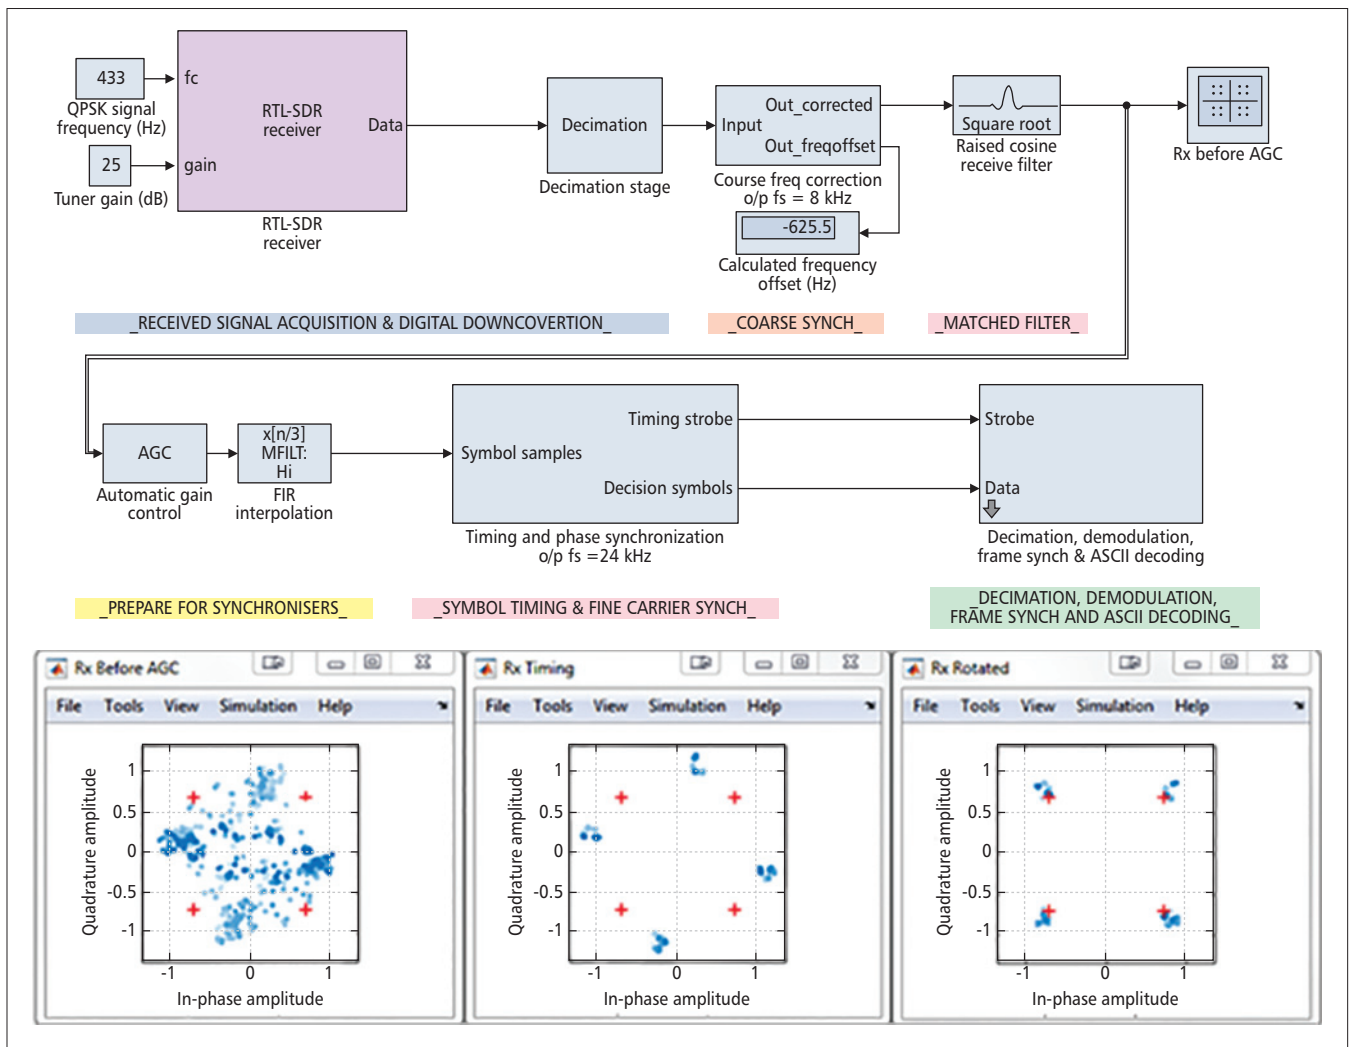 433
fc
QPSK signal
frequency (Hz)
25
gain
Tuner gain (dB)
RTL-SDR
receiver
Data
RTL-SDR
receiver
Decimation
Decimation stage
Out_corrected
Input
Out_freqoffset
Course freq correction
o/p fs = 8 kHz
-625.5
Calculated frequency
offset (Hz)
Square root
Raised cosine
receive filter
Rx before AGC
_RECEIVED SIGNAL ACQUISITION & DIGITAL DOWNCOVERTION_
_COARSE SYNCH_
_MATCHED FILTER_
AGC
Automatic gain
control
x[n/3]
MFILT:
Hi
FIR
interpolation
Timing strobe
Symbol samples
Decision symbols
Timing and phase synchronization
o/p fs =24 kHz
Strobe
Data
Decimation, demodulation,
frame synch & ASCII decoding
_PREPARE FOR SYNCHRONISERS_
_SYMBOL TIMING & FINE CARRIER SYNCH_
_DECIMATION, DEMODULATION,
FRAME SYNCH AND ASCII DECODING_
Rx Before AGC
File Tools View Simulation Help
Quadrature amplitude
1
0.5
0
-0.5
-1
-1 0 1
In-phase amplitude
Rx Timing
File Tools View Simulation Help
Quadrature amplitude
1
0.5
0
-0.5
-1
-1 0 1
In-phase amplitude
Rx Rotated
File Tools View Simulation Help
Quadrature amplitude
1
0.5
0
-0.5
-1
-1 0 1
In-phase amplitude